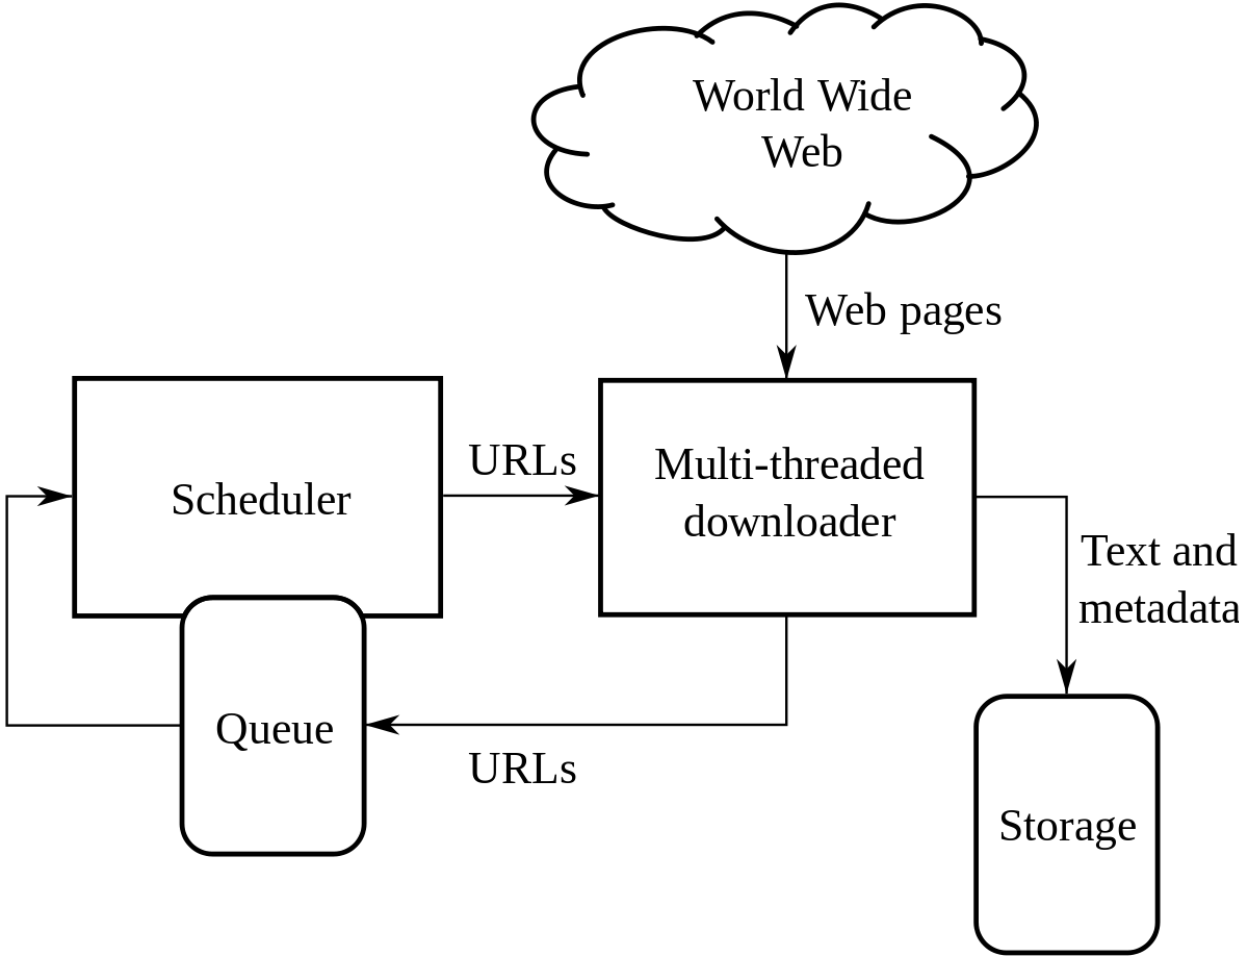 World Wide
Web
Web pages
URLs
Multi-threaded
downloader
Scheduler
Text and
metadata
Queue
URLs
Storage